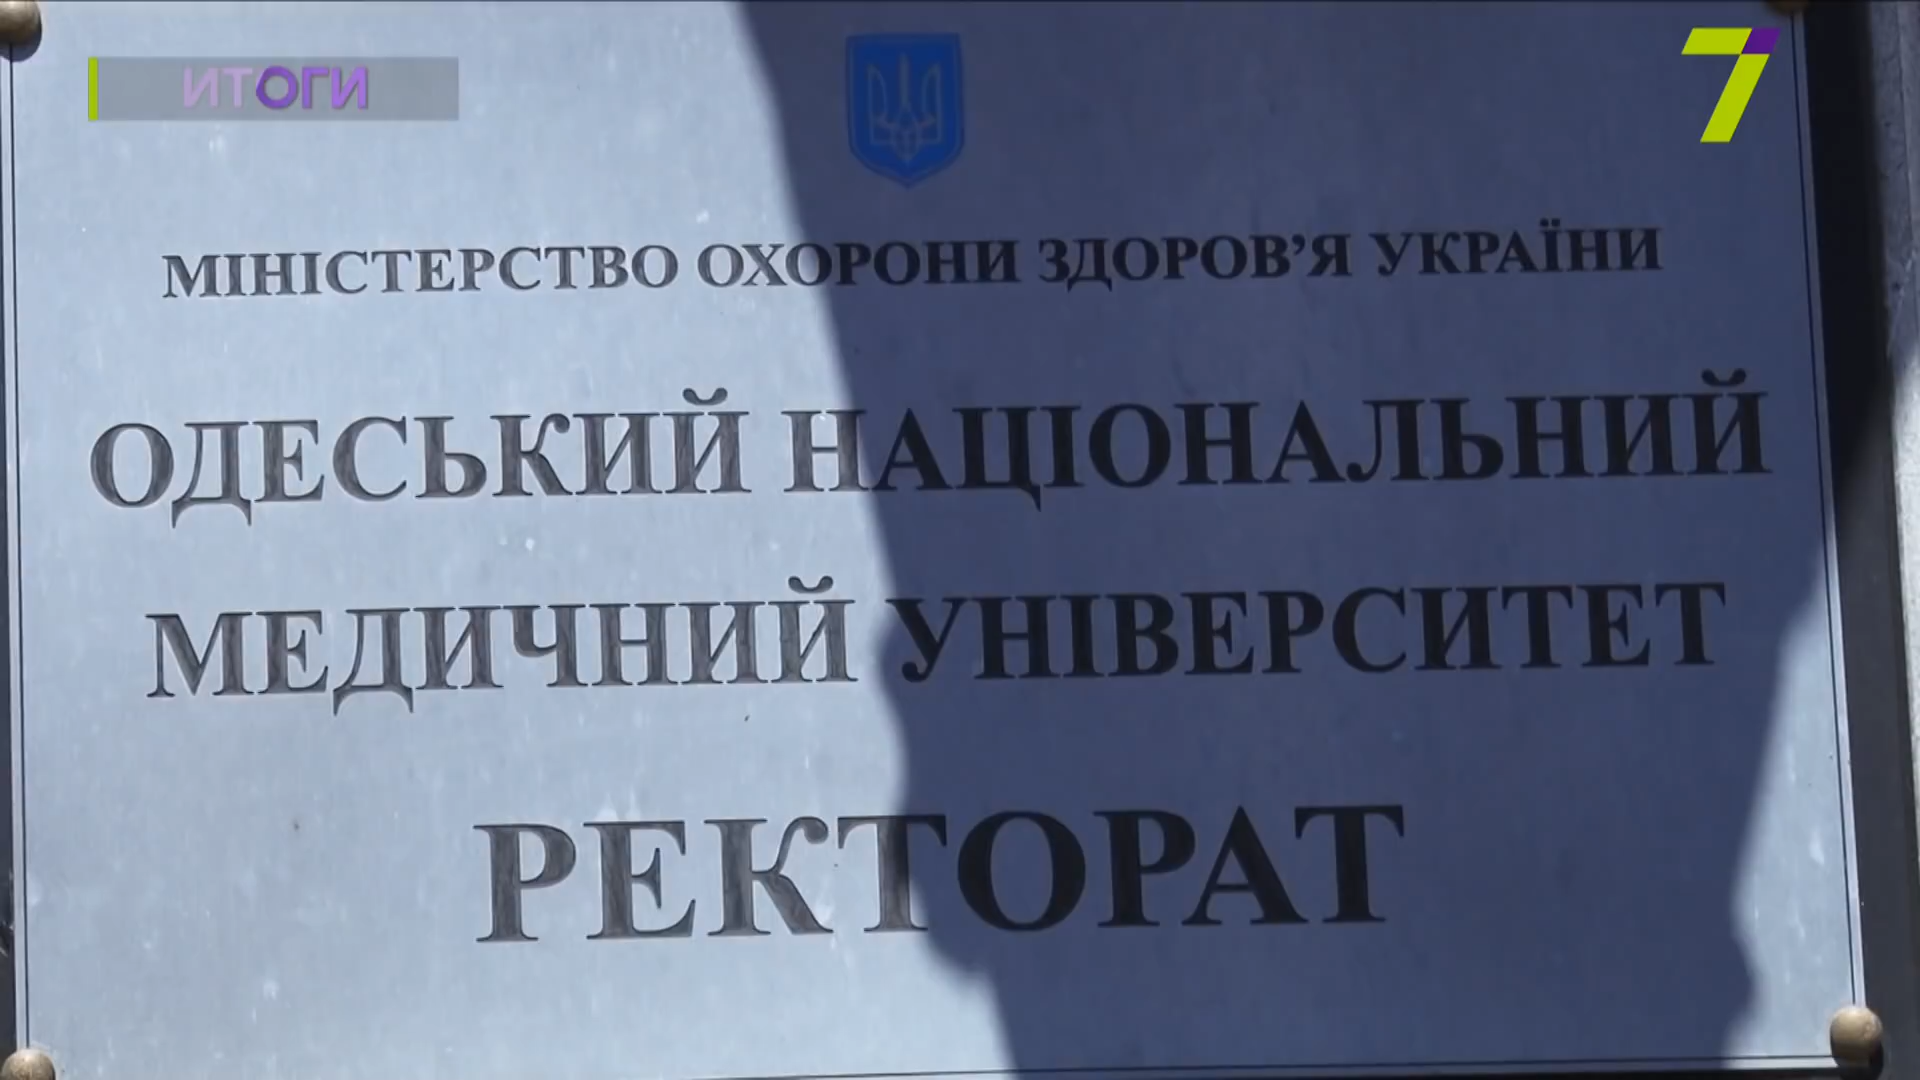 ИТОГИ
7
МІНІСТЕРСТВО ОХОРОНИ ЗДОРОВ’Я УКРАЇНИ
ОДЕСЬКИЙ НАЦІОНАЛЬНИЙ
МЕДИЧНИЙ УНІВЕРСИТЕТ
РЕКТОРАТ